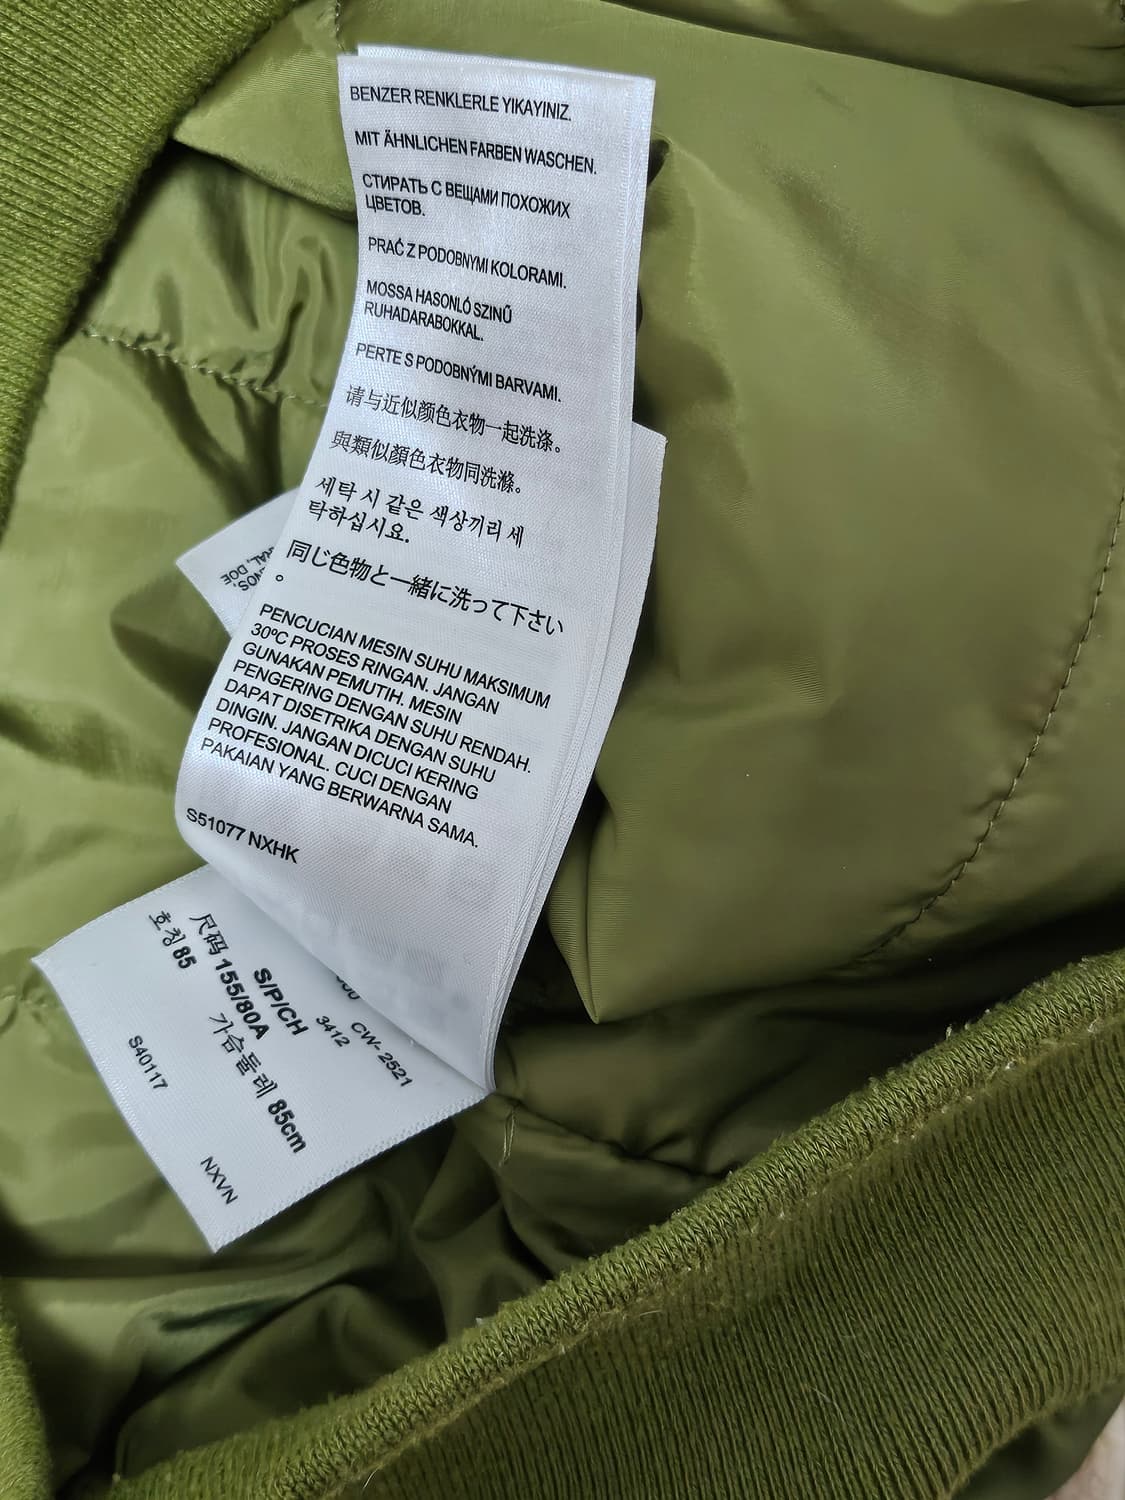 BENZER RENKLERLE YIKAYINIZ.
MIT ÄHNLICHEN FARBEN WASCHEN.
СТИРАТЬ С ВЕЩАМИ ПОХОЖИХ
ЦВЕТОВ.
PRAĆ Z PODOBNYMI KOLORAMI.
MOSSA HASONLÓ SZINŰ
RUHADARABOKKAL.
PERTE S PODOBNÝMI BARVAMI.
请与近似颜色衣物一起洗涤。
與類似顏色衣物同洗滌。
세탁 시 같은 색상끼리 세
탁하십시요.
同じ色物と一緒に洗って下さい
。
PENCUCIAN MESIN SUHU MAKSIMUM
30ºC PROSES RINGAN. JANGAN
GUNAKAN PEMUTIH. MESIN
PENGERING DENGAN SUHU RENDAH.
DAPAT DISETRIKA DENGAN SUHU
DINGIN. JANGAN DICUCI KERING
PROFESIONAL. CUCI DENGAN
PAKAIAN YANG BERWARNA SAMA.
S51077 NXHK
DOE
S/P/CH
尺码 155/80A
호칭 85
가슴둘레 85cm
CW- 2521
3412
S40117
NXVN